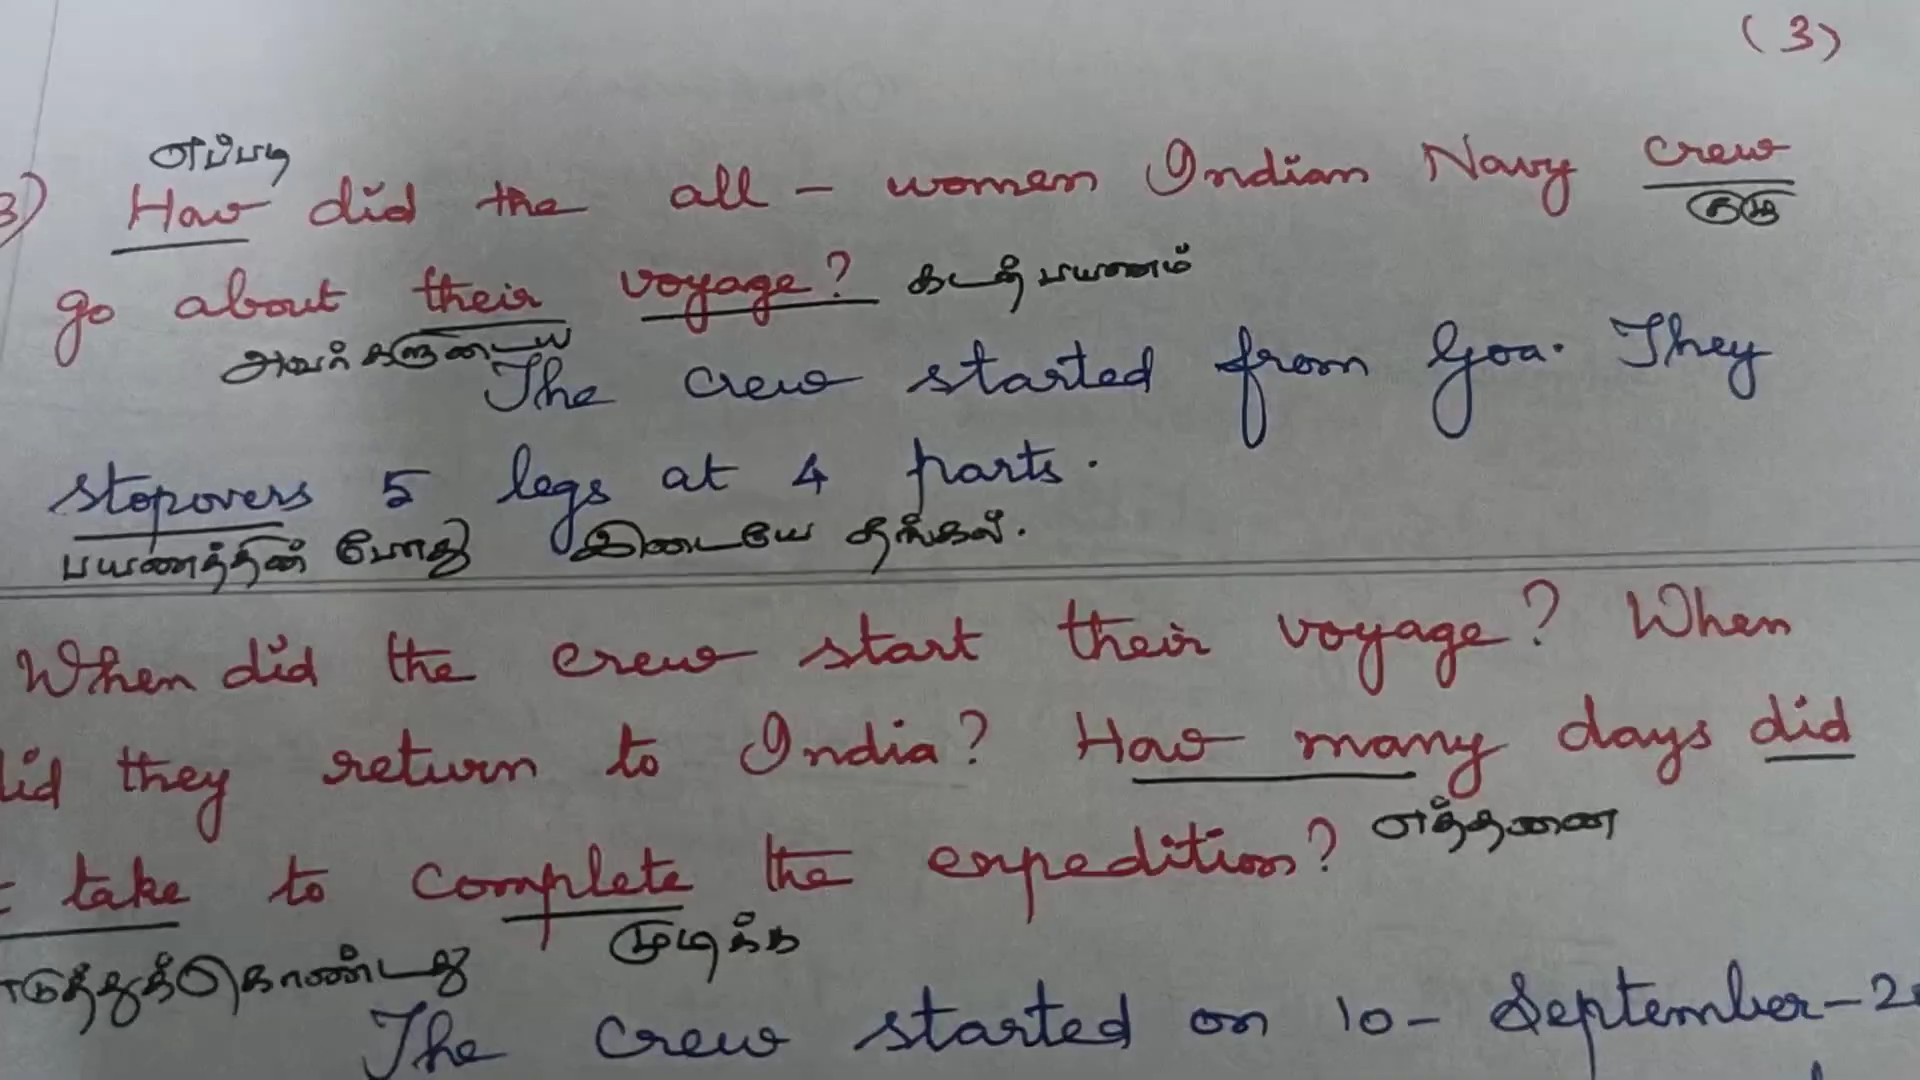 (3)
எப்படி
3) How did the all - women Indian Navy crew
குழு
go about their voyage? கடற் பயணம்
அவர்களுடைய
The crew started from Goa. They
stopovers 5 legs at 4 parts.
பயணத்தின் போது இடையே தங்கல்.
When did the crew start their voyage? When
did they return to India? How many days did
எத்தனை
take to complete the expedition?
முடிக்க
எடுத்துக்கொண்டது
The crew started on 10 - September - 2